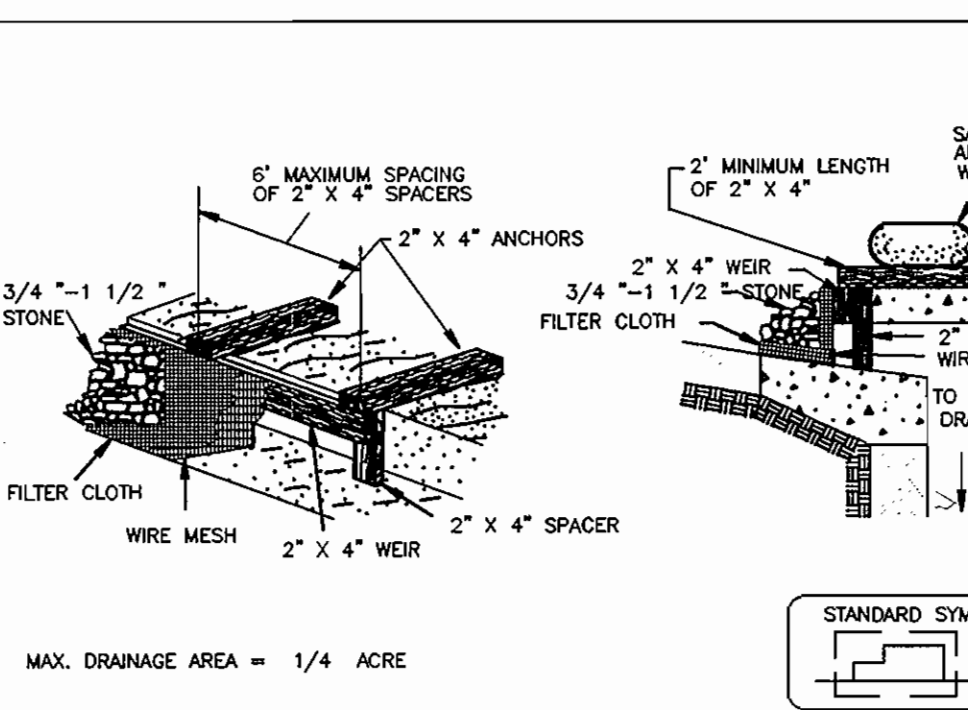 6' MAXIMUM SPACING
OF 2" X 4" SPACERS
2" X 4" ANCHORS
3/4 "-1 1/2 "
STONE
FILTER CLOTH
WIRE MESH
2" X 4" WEIR
2" X 4" SPACER
MAX. DRAINAGE AREA = 1/4 ACRE
2' MINIMUM LENGTH
OF 2" X 4"
2" X 4" WEIR
3/4 "-1 1/2 " STONE
FILTER CLOTH
2"
TO
STANDARD